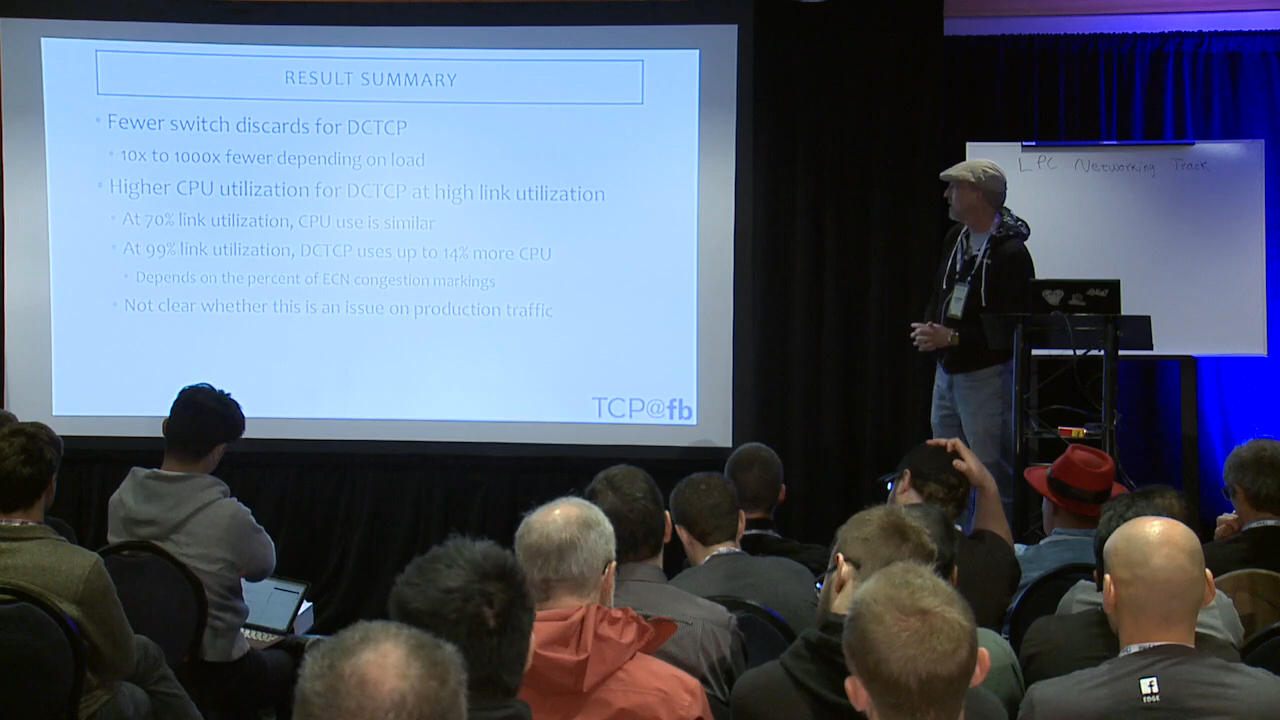 RESULT SUMMARY
Fewer switch discards for DCTCP
10x to 1000x fewer depending on load
Higher CPU utilization for DCTCP at high link utilization
At 70% link utilization, CPU use is similar
At 99% link utilization, DCTCP uses up to 14% more CPU
Depends on the percent of ECN congestion markings
Not clear whether this is an issue on production traffic
TCP@fb
LPC Networking Track
f
EDGE